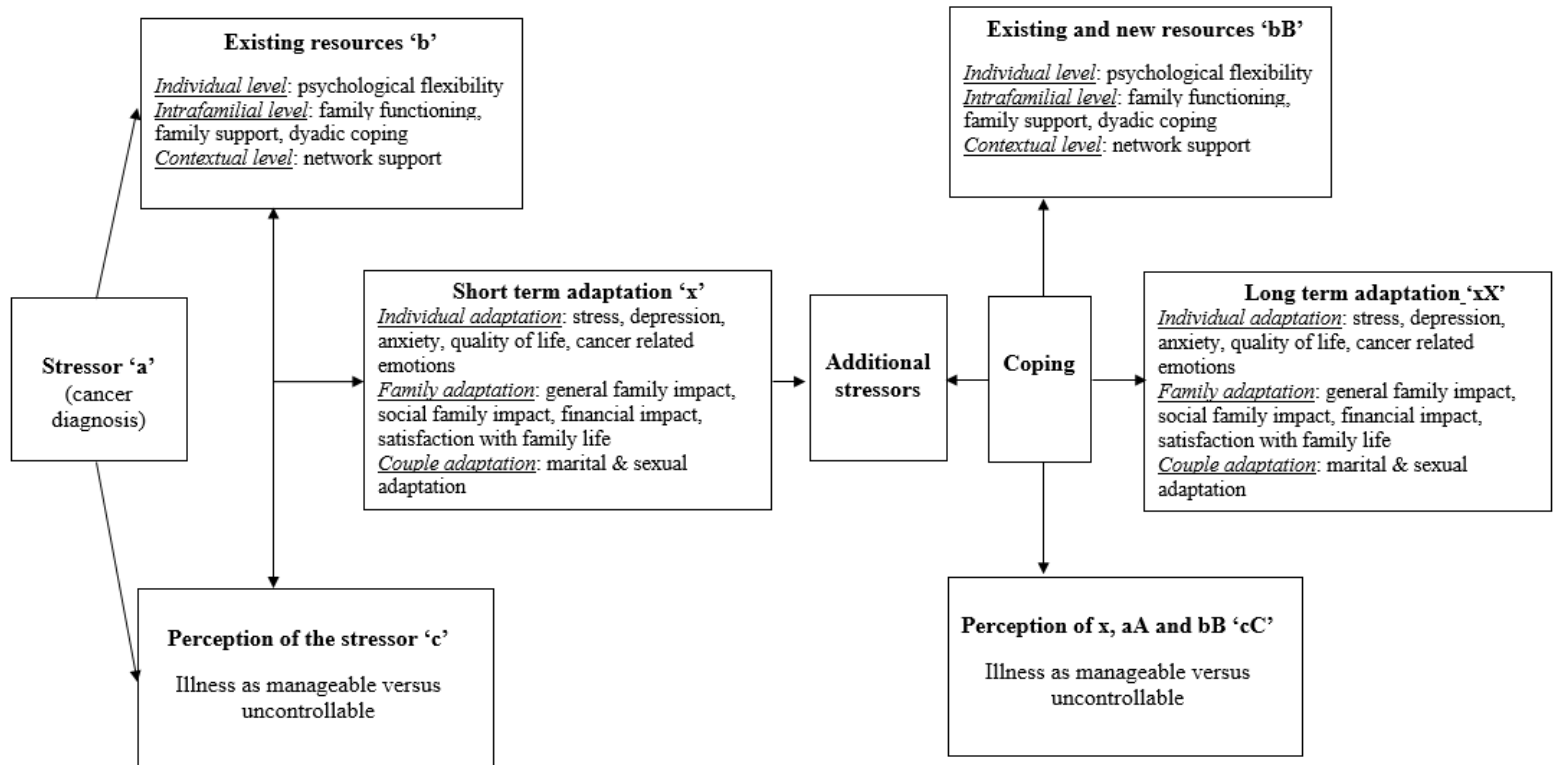 Existing resources ‘b’
Individual level: psychological flexibility
Intrafamilial level: family functioning,
family support, dyadic coping
Contextual level: network support
Existing and new resources ‘bB’
Individual level: psychological flexibility
Intrafamilial level: family functioning,
family support, dyadic coping
Contextual level: network support
Stressor ‘a’
(cancer
diagnosis)
Short term adaptation ‘x’
Individual adaptation: stress, depression,
anxiety, quality of life, cancer related
emotions
Family adaptation: general family impact,
social family impact, financial impact,
satisfaction with family life
Couple adaptation: marital & sexual
adaptation
Additional
stressors
Coping
Long term adaptation ‘xX’
Individual adaptation: stress, depression,
anxiety, quality of life, cancer related
emotions
Family adaptation: general family impact,
social family impact, financial impact,
satisfaction with family life
Couple adaptation: marital & sexual
adaptation
Perception of the stressor ‘c’
Illness as manageable versus
uncontrollable
Perception of x, aA and bB ‘cC’
Illness as manageable versus
uncontrollable